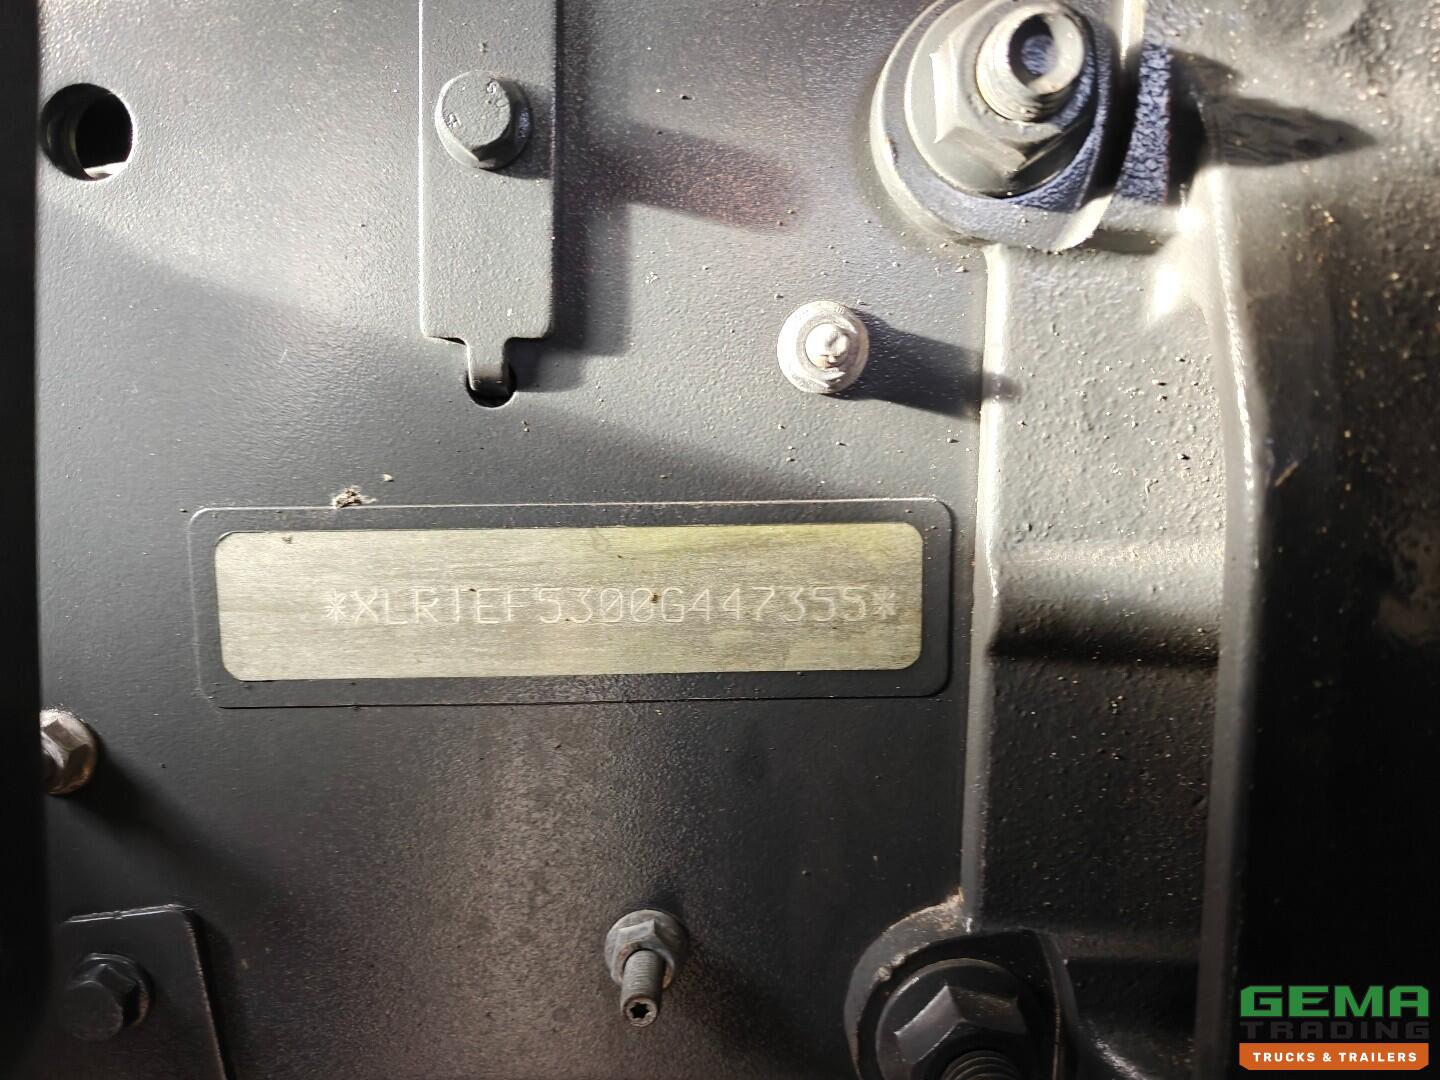 *XLRTEF5300G447355*
GEMA
TRADING
TRUCKS & TRAILERS